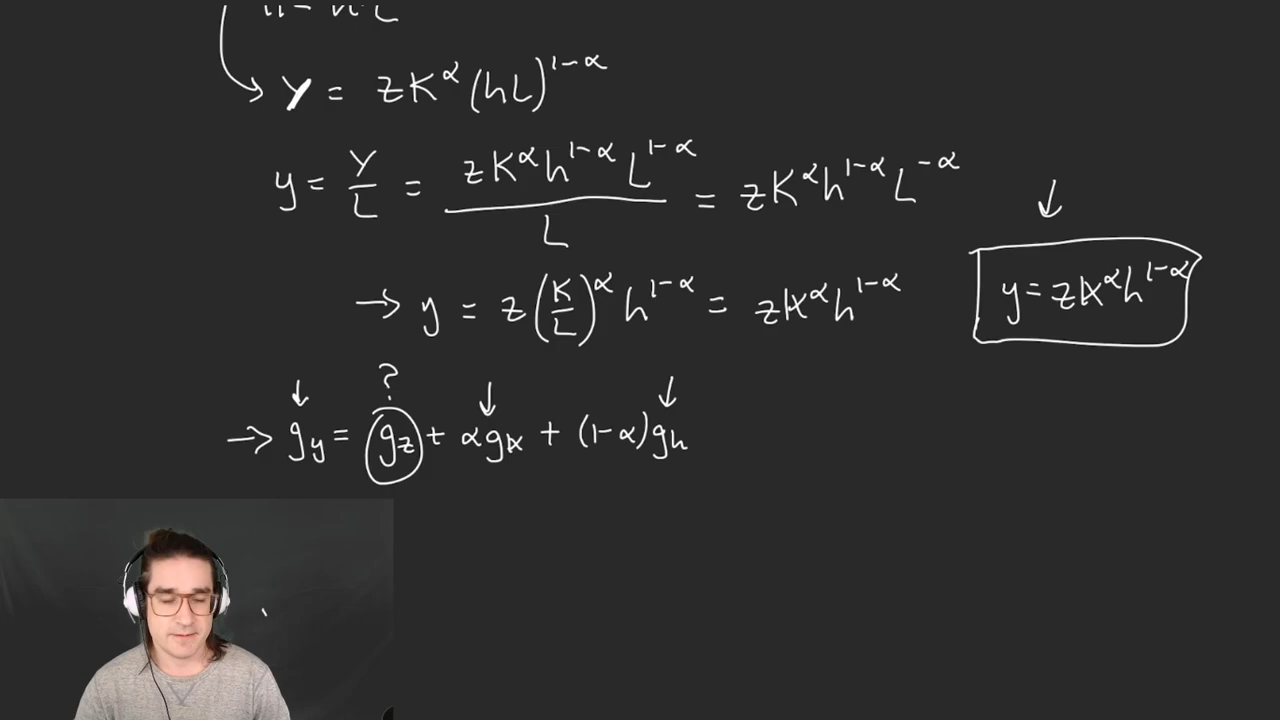 Y = zK^α (hL)^{1-α}
y = Y/L = zK^α h^{1-α} L^{1-α} / L = zK^α h^{1-α} L^{-α}
→ y = z(K/L)^α h^{1-α} = zk^α h^{1-α}
y = zk^α h^{1-α}
?
→ g_y = g_z + αg_k + (1-α)g_h